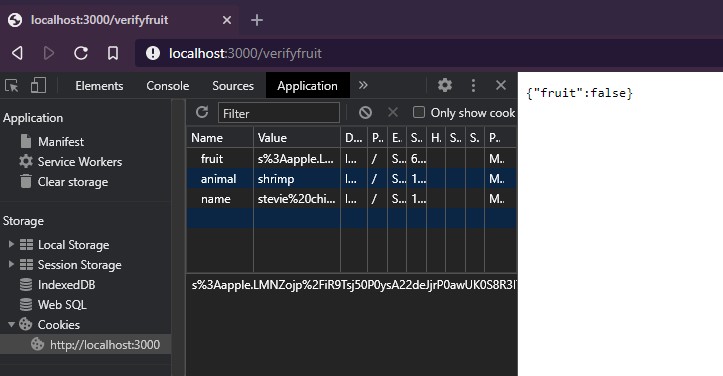 localhost:3000/verifyfruit
localhost:3000/verifyfruit
Elements Console Sources Application
Application
Manifest
Service Workers
Clear storage
Storage
Local Storage
Session Storage
IndexedDB
Web SQL
Cookies
http://localhost:3000
Filter Only show cook
Name Value D... P.. E.. S... H. S.. S. P..
fruit s%3Aapple.L... l... / S... 6... M..
animal shrimp l... / S... 1... M..
name stevie%20chi... l... / S... 1... M..
s%3Aapple.LMNZojp%2FiR9Tsj50P0ysA22deJjrP0awUK0S8R3
{"fruit":false}